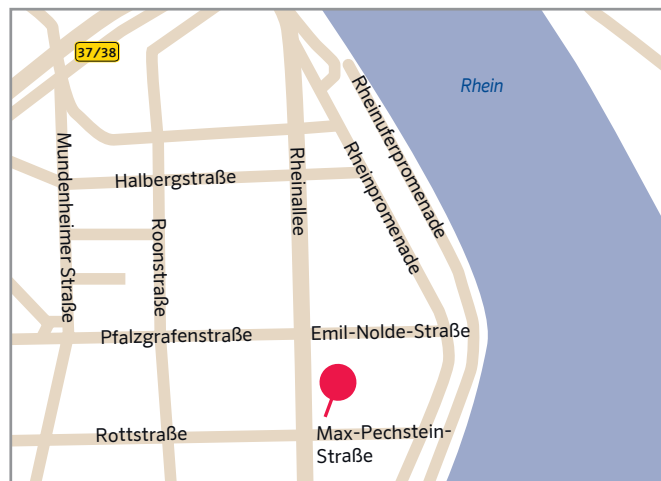 37/38
Rhein
Rheinuferpromenade
Mundenheimer Straße
Rheinallee
Rheinpromenade
Halbergstraße
Roonstraße
Pfalzgrafenstraße
Emil-Nolde-Straße
Rottstraße
Max-Pechstein-
Straße